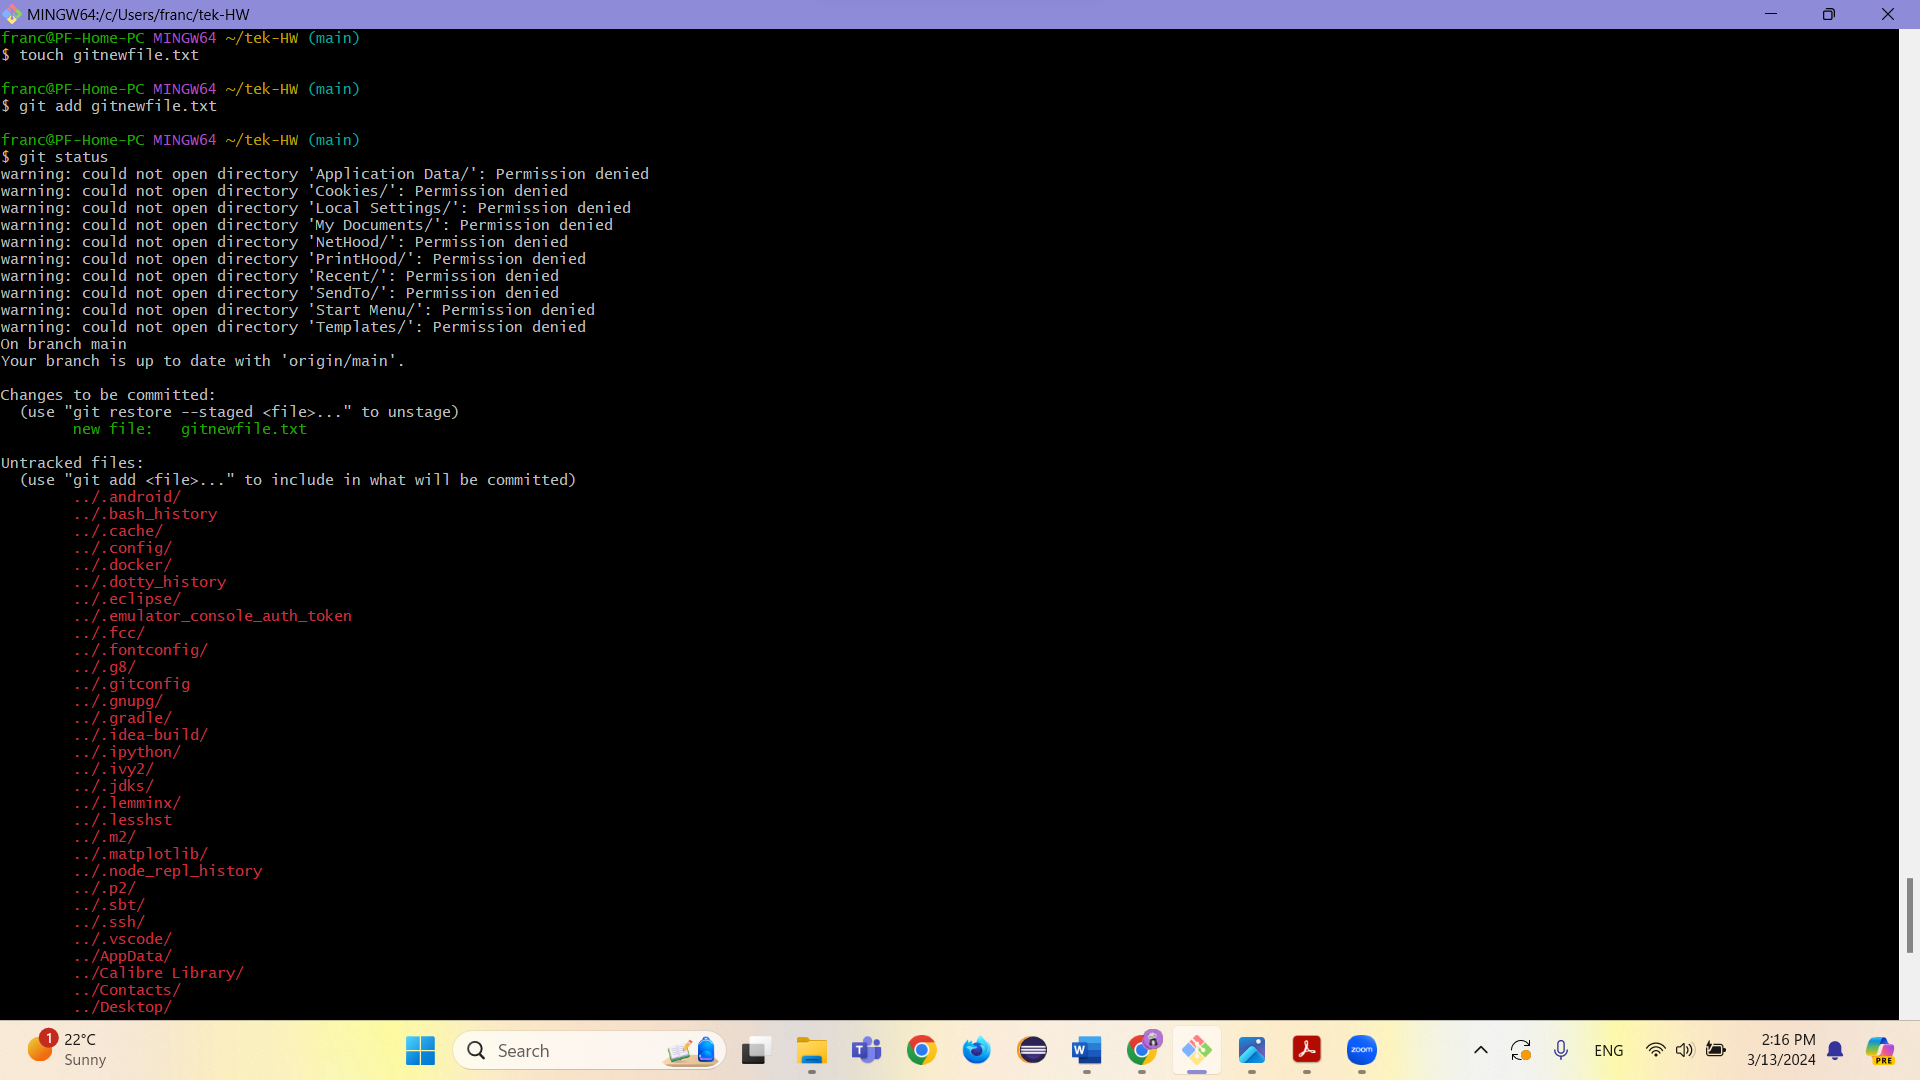 MINGW64:/c/Users/franc/tek-HW
franc@PF-Home-PC MINGW64 ~/tek-HW (main)
$ touch gitnewfile.txt
franc@PF-Home-PC MINGW64 ~/tek-HW (main)
$ git add gitnewfile.txt
franc@PF-Home-PC MINGW64 ~/tek-HW (main)
$ git status
warning: could not open directory 'Application Data/': Permission denied
warning: could not open directory 'Cookies/': Permission denied
warning: could not open directory 'Local Settings/': Permission denied
warning: could not open directory 'My Documents/': Permission denied
warning: could not open directory 'NetHood/': Permission denied
warning: could not open directory 'PrintHood/': Permission denied
warning: could not open directory 'Recent/': Permission denied
warning: could not open directory 'SendTo/': Permission denied
warning: could not open directory 'Start Menu/': Permission denied
warning: could not open directory 'Templates/': Permission denied
On branch main
Your branch is up to date with 'origin/main'.
Changes to be committed:
  (use "git restore --staged <file>..." to unstage)
        new file:   gitnewfile.txt
Untracked files:
  (use "git add <file>..." to include in what will be committed)
        ../.android/
        ../.bash_history
        ../.cache/
        ../.config/
        ../.docker/
        ../.dotty_history
        ../.eclipse/
        ../.emulator_console_auth_token
        ../.fcc/
        ../.fontconfig/
        ../.g8/
        ../.gitconfig
        ../.gnupg/
        ../.gradle/
        ../.idea-build/
        ../.ipython/
        ../.ivy2/
        ../.jdks/
        ../.lemminx/
        ../.lesshst
        ../.m2/
        ../.matplotlib/
        ../.node_repl_history
        ../.p2/
        ../.sbt/
        ../.ssh/
        ../.vscode/
        ../AppData/
        ../Calibre Library/
        ../Contacts/
        ../Desktop/
1
22°C
Sunny
Search
T
W
zoom
ENG
2:16 PM
3/13/2024
PRE